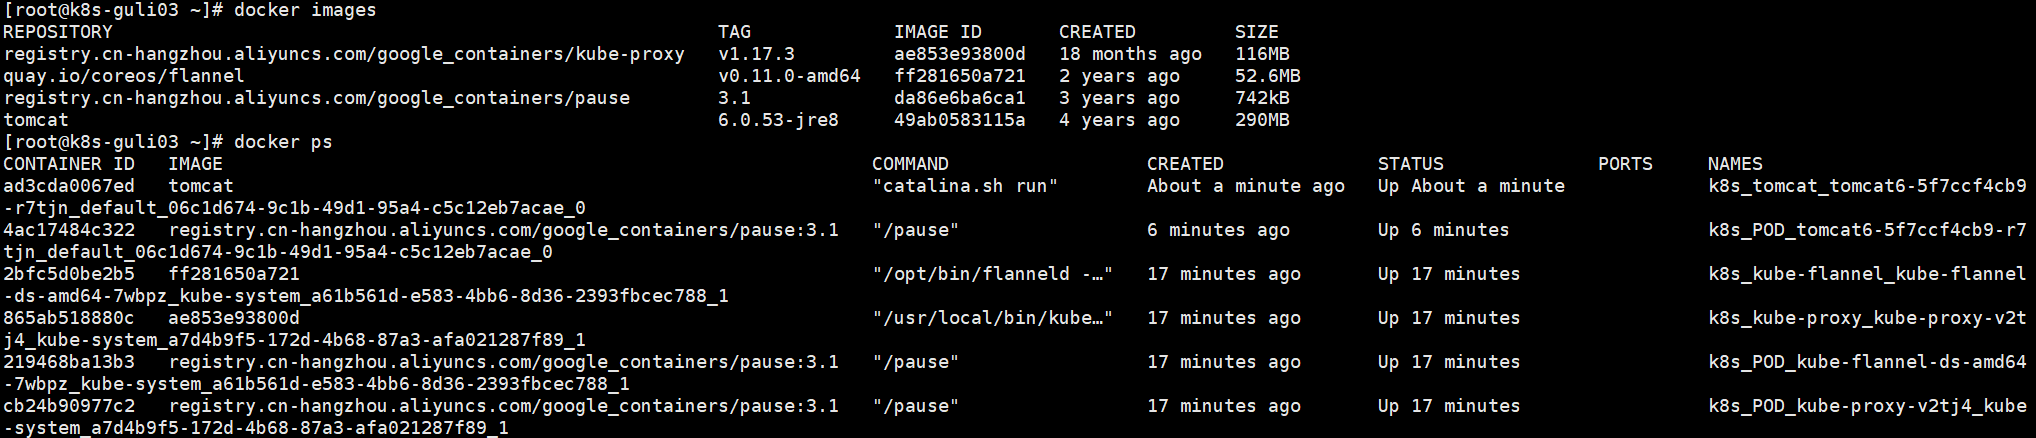 [root@k8s-guli03 ~]# docker images
REPOSITORY TAG IMAGE ID CREATED SIZE
registry.cn-hangzhou.aliyuncs.com/google_containers/kube-proxy v1.17.3 ae853e93800d 18 months ago 116MB
quay.io/coreos/flannel v0.11.0-amd64 ff281650a721 2 years ago 52.6MB
registry.cn-hangzhou.aliyuncs.com/google_containers/pause 3.1 da86e6ba6ca1 3 years ago 742kB
tomcat 6.0.53-jre8 49ab0583115a 4 years ago 290MB
[root@k8s-guli03 ~]# docker ps
CONTAINER ID IMAGE COMMAND CREATED STATUS PORTS NAMES
ad3cda0067ed tomcat "catalina.sh run" About a minute ago Up About a minute k8s_tomcat_tomcat6-5f7ccf4cb9
-r7tjn_default_06c1d674-9c1b-49d1-95a4-c5c12eb7acae_0
4ac17484c322 registry.cn-hangzhou.aliyuncs.com/google_containers/pause:3.1 "/pause" 6 minutes ago Up 6 minutes k8s_POD_tomcat6-5f7ccf4cb9-r7
tjn_default_06c1d674-9c1b-49d1-95a4-c5c12eb7acae_0
2bfc5d0be2b5 ff281650a721 "/opt/bin/flanneld -…" 17 minutes ago Up 17 minutes k8s_kube-flannel_kube-flannel
-ds-amd64-7wbpz_kube-system_a61b561d-e583-4bb6-8d36-2393fbcec788_1
865ab518880c ae853e93800d "/usr/local/bin/kube…" 17 minutes ago Up 17 minutes k8s_kube-proxy_kube-proxy-v2t
j4_kube-system_a7d4b9f5-172d-4b68-87a3-afa021287f89_1
219468ba13b3 registry.cn-hangzhou.aliyuncs.com/google_containers/pause:3.1 "/pause" 17 minutes ago Up 17 minutes k8s_POD_kube-flannel-ds-amd64
-7wbpz_kube-system_a61b561d-e583-4bb6-8d36-2393fbcec788_1
cb24b90977c2 registry.cn-hangzhou.aliyuncs.com/google_containers/pause:3.1 "/pause" 17 minutes ago Up 17 minutes k8s_POD_kube-proxy-v2tj4_kube
-system_a7d4b9f5-172d-4b68-87a3-afa021287f89_1